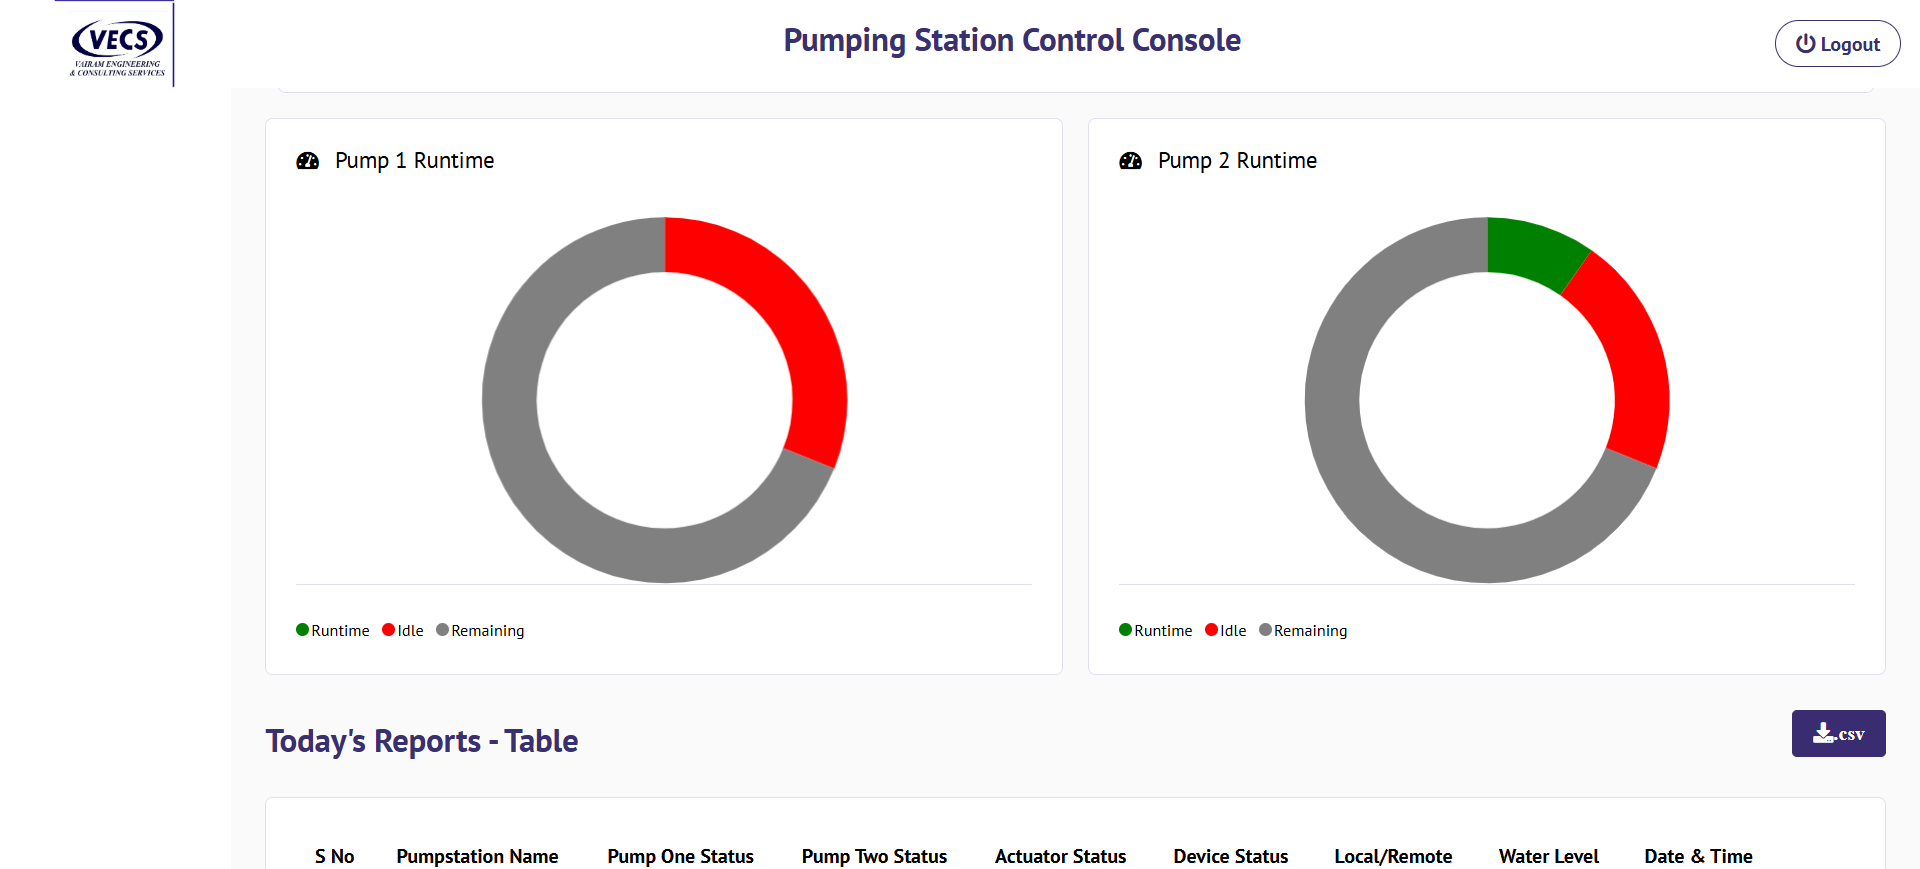 VECS
VAIRAM ENGINEERING
& CONSULTING SERVICES
Pumping Station Control Console
Logout
Pump 1 Runtime
Pump 2 Runtime
Runtime Idle Remaining
Runtime Idle Remaining
Today's Reports - Table
.csv
S No Pumpstation Name Pump One Status Pump Two Status Actuator Status Device Status Local/Remote Water Level Date & Time